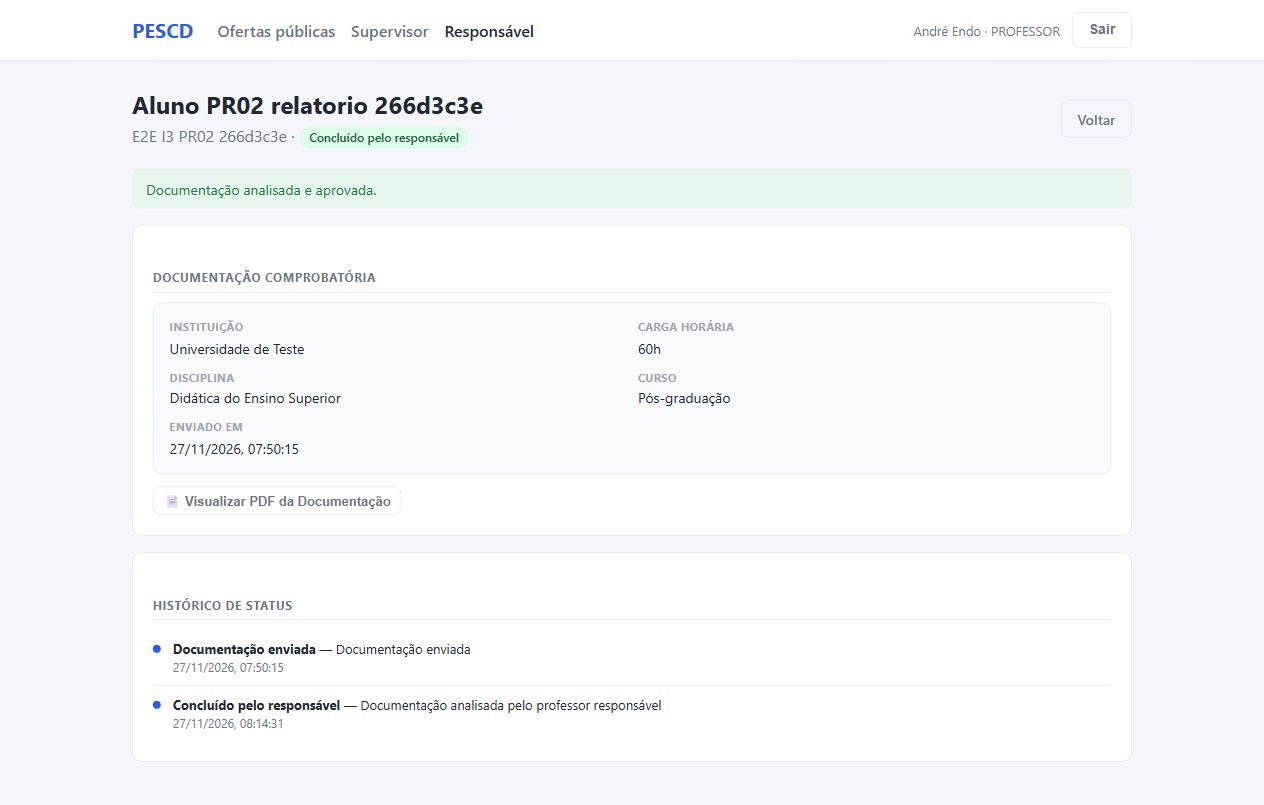 PESCD Ofertas públicas Supervisor Responsável André Endo · PROFESSOR Sair
Aluno PR02 relatorio 266d3c3e
E2E I3 PR02 266d3c3e · Concluído pelo responsável
Voltar
Documentação analisada e aprovada.
DOCUMENTAÇÃO COMPROBATÓRIA
INSTITUIÇÃO CARGA HORÁRIA
Universidade de Teste 60h
DISCIPLINA CURSO
Didática do Ensino Superior Pós-graduação
ENVIADO EM
27/11/2026, 07:50:15
Visualizar PDF da Documentação
HISTÓRICO DE STATUS
Documentação enviada — Documentação enviada
27/11/2026, 07:50:15
Concluído pelo responsável — Documentação analisada pelo professor responsável
27/11/2026, 08:14:31